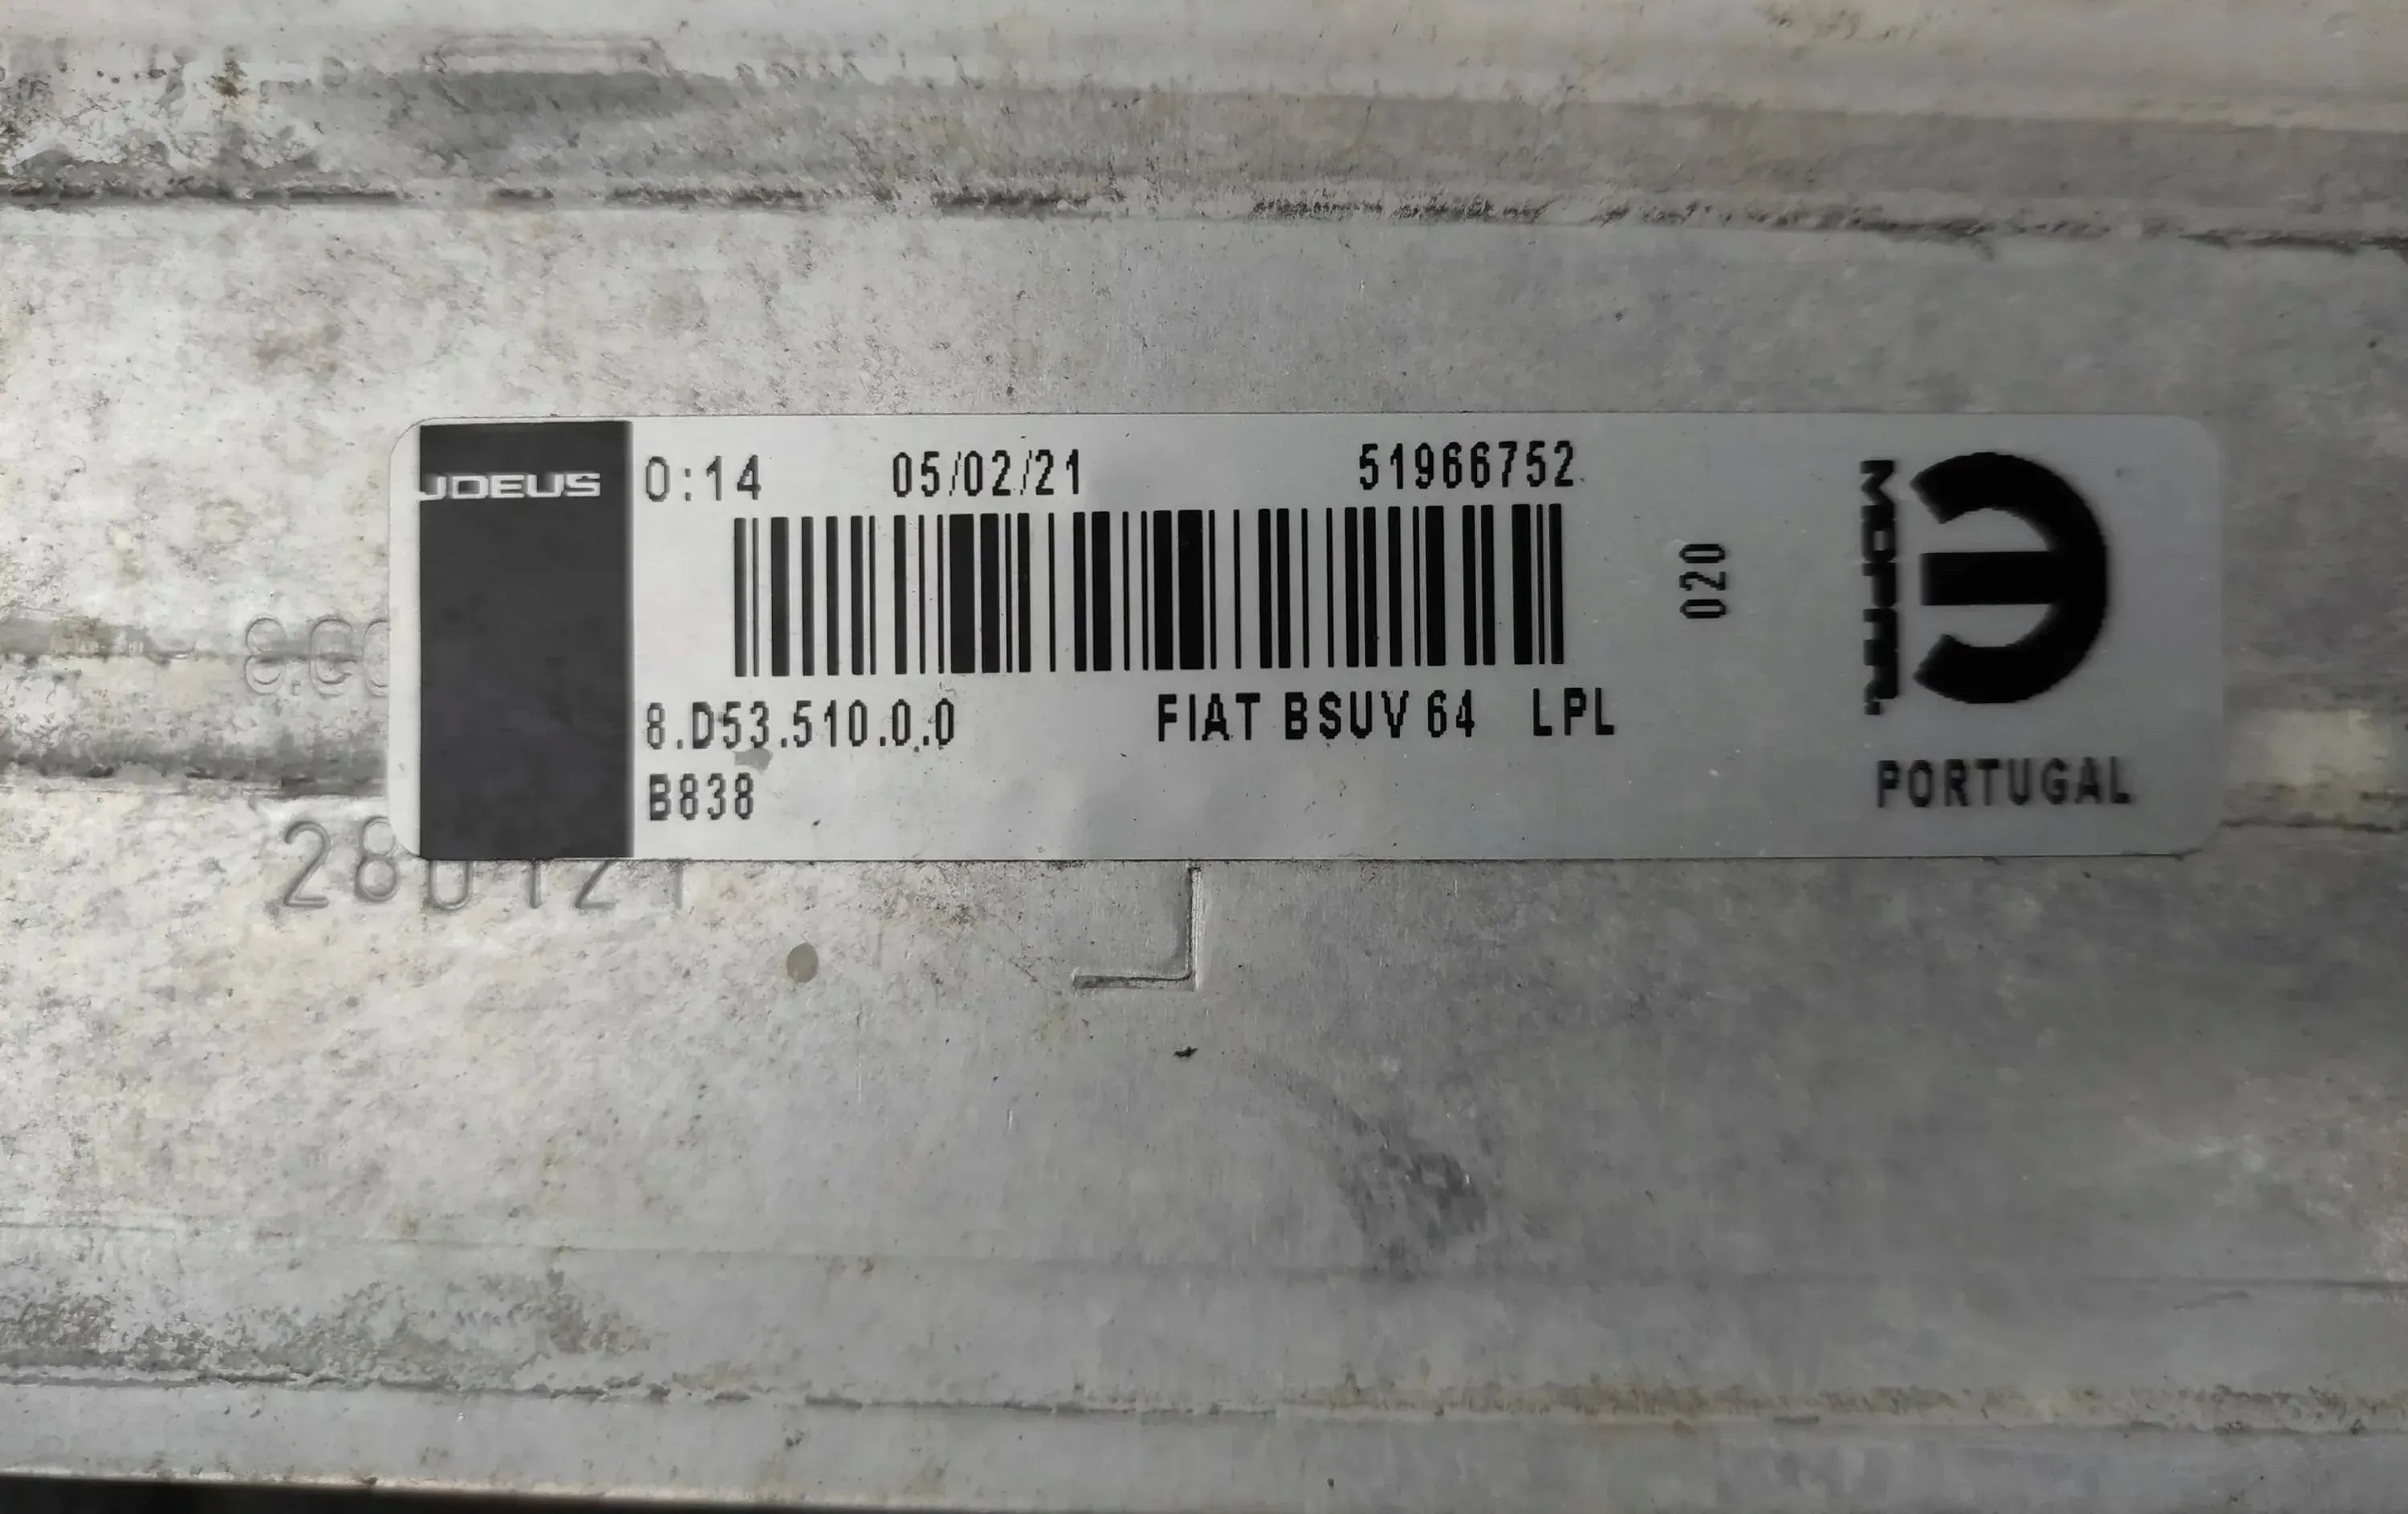 JDEUS
0:14 05/02/21 51966752
020
MOPAR
8.D53.510.0.0 FIAT BSUV 64 LPL
B838
PORTUGAL
280121